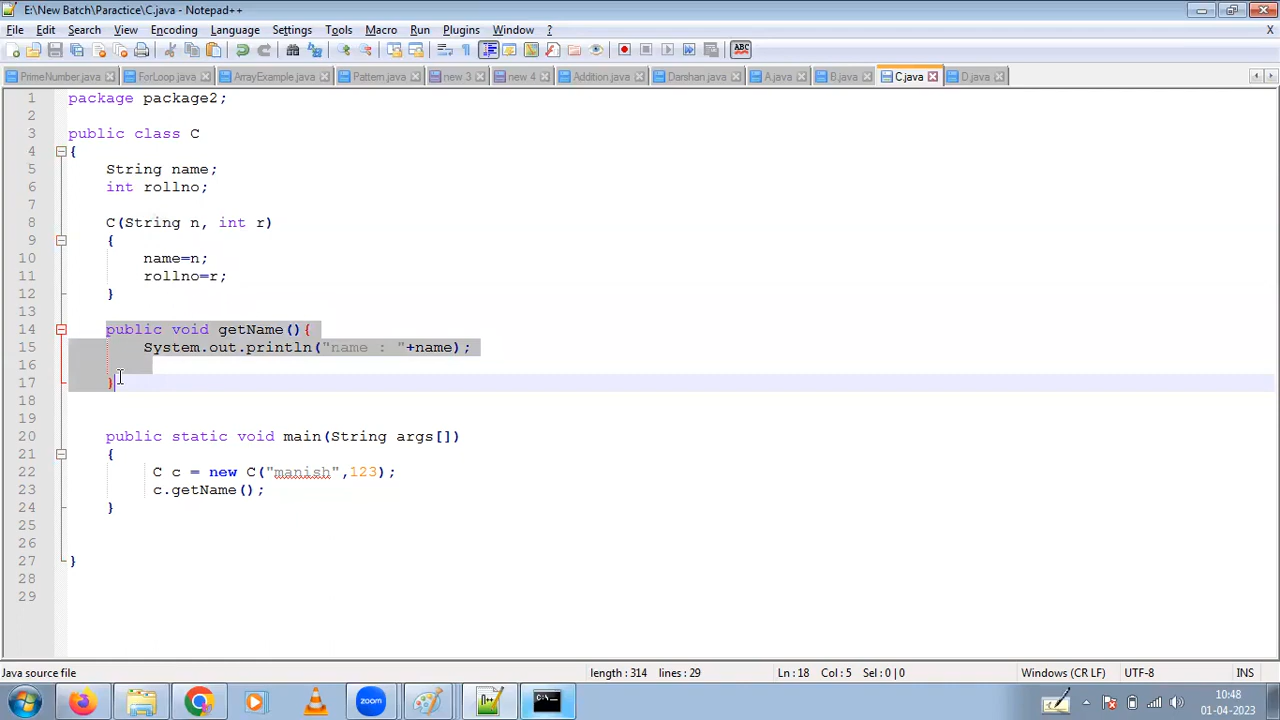 E:\New Batch\Paractice\C.java - Notepad++
File Edit Search View Encoding Language Settings Tools Macro Run Plugins Window ? X
PrimeNumber.java ForLoop.java ArrayExample.java Pattern.java new 3 new 4 Addition.java Darshan.java A.java B.java C.java D.java
1 package package2;
2
3 public class C
4 {
5 String name;
6 int rollno;
7
8 C(String n, int r)
9 {
10 name=n;
11 rollno=r;
12 }
13
14 public void getName(){
15 System.out.println("name : "+name);
16
17 }
18
19
20 public static void main(String args[])
21 {
22 C c = new C("manish",123);
23 c.getName();
24 }
25
26
27 }
28
29
Java source file length : 314 lines : 29 Ln : 18 Col : 5 Sel : 0 | 0 Windows (CR LF) UTF-8 INS
zoom 10:48
01-04-2023